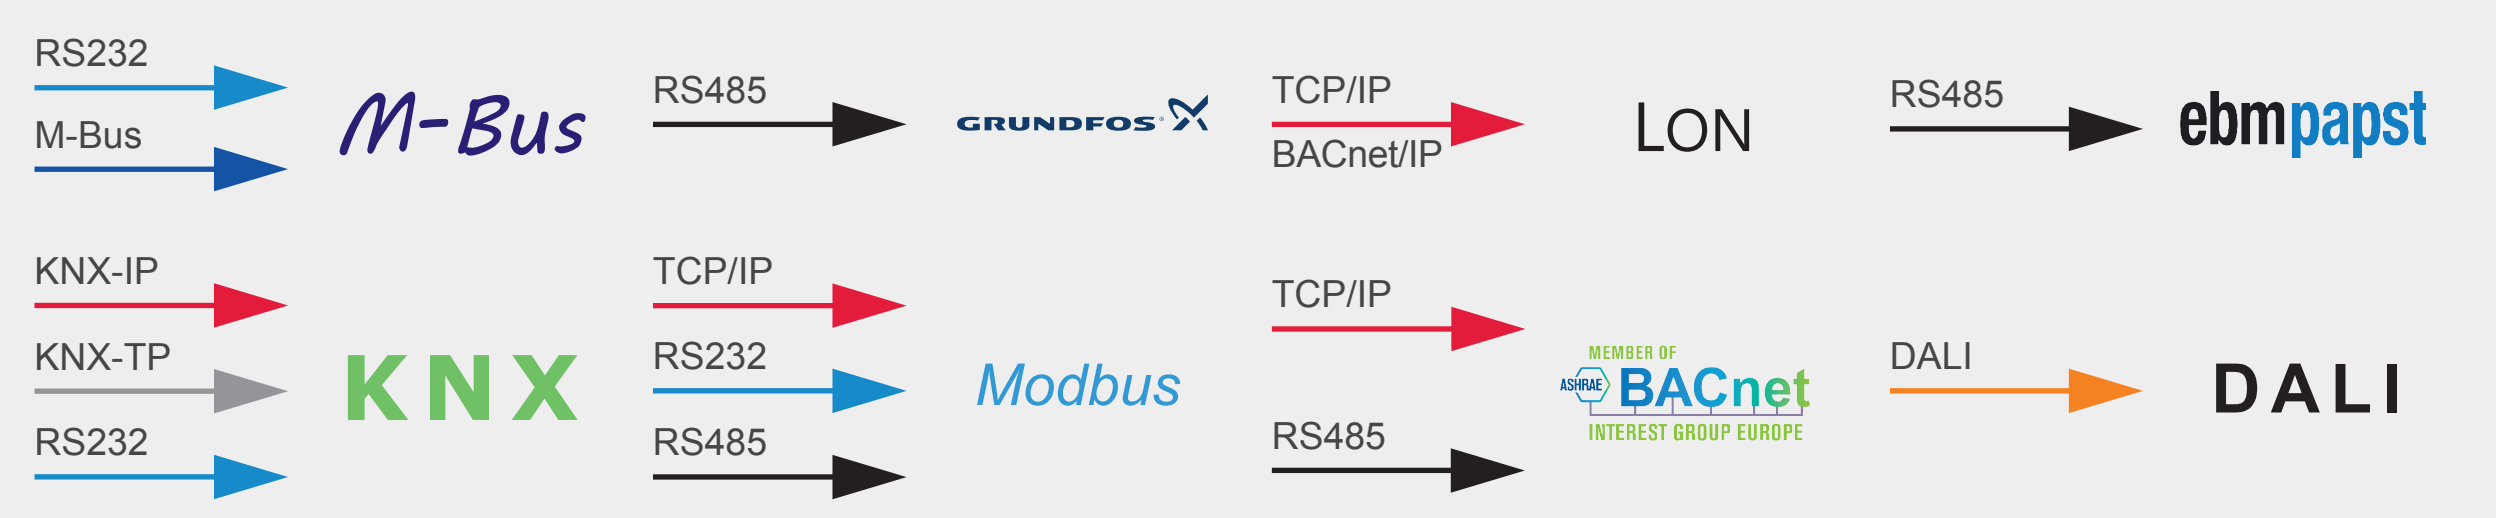 RS232
M-Bus
M-Bus
RS485
GRUNDFOS®
TCP/IP
BACnet/IP
LON
RS485
ebmpapst
KNX-IP
KNX-TP
RS232
KNX
TCP/IP
RS232
RS485
Modbus
TCP/IP
RS485
MEMBER OF
ASHRAE BACnet
INTEREST GROUP EUROPE
DALI
DALI